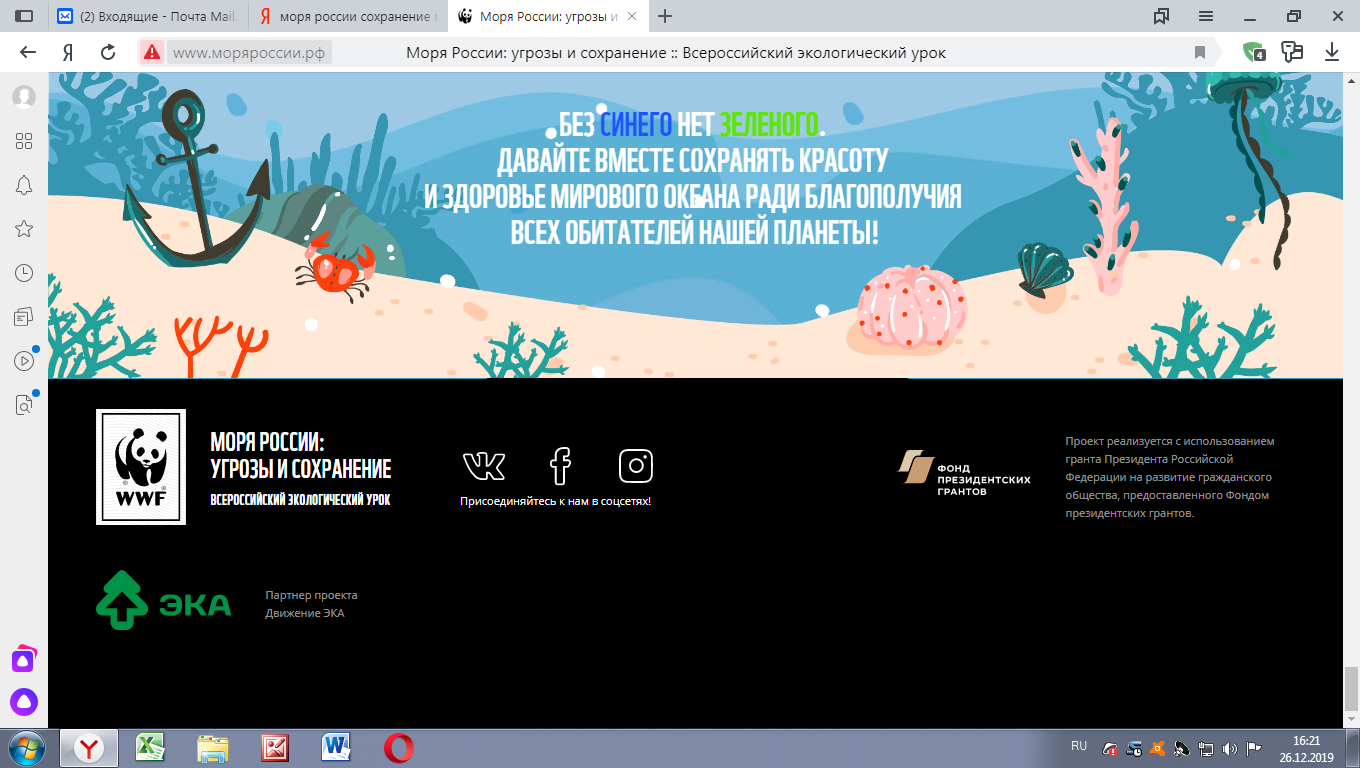 (2) Входящие - Почта Mail
моря россии сохранение
Моря России: угрозы и
www.моряроссии.рф
Моря России: угрозы и сохранение :: Всероссийский экологический урок
4
БЕЗ СИНЕГО НЕТ ЗЕЛЕНОГО.
ДАВАЙТЕ ВМЕСТЕ СОХРАНЯТЬ КРАСОТУ
И ЗДОРОВЬЕ МИРОВОГО ОКЕАНА РАДИ БЛАГОПОЛУЧИЯ
ВСЕХ ОБИТАТЕЛЕЙ НАШЕЙ ПЛАНЕТЫ!
WWF
МОРЯ РОССИИ:
УГРОЗЫ И СОХРАНЕНИЕ
ВСЕРОССИЙСКИЙ ЭКОЛОГИЧЕСКИЙ УРОК
Присоединяйтесь к нам в соцсетях!
ФОНД
ПРЕЗИДЕНТСКИХ
ГРАНТОВ
Проект реализуется с использованием
гранта Президента Российской
Федерации на развитие гражданского
общества, предоставленного Фондом
президентских грантов.
ЭКА
Партнер проекта
Движение ЭКА
RU
16:21
26.12.2019